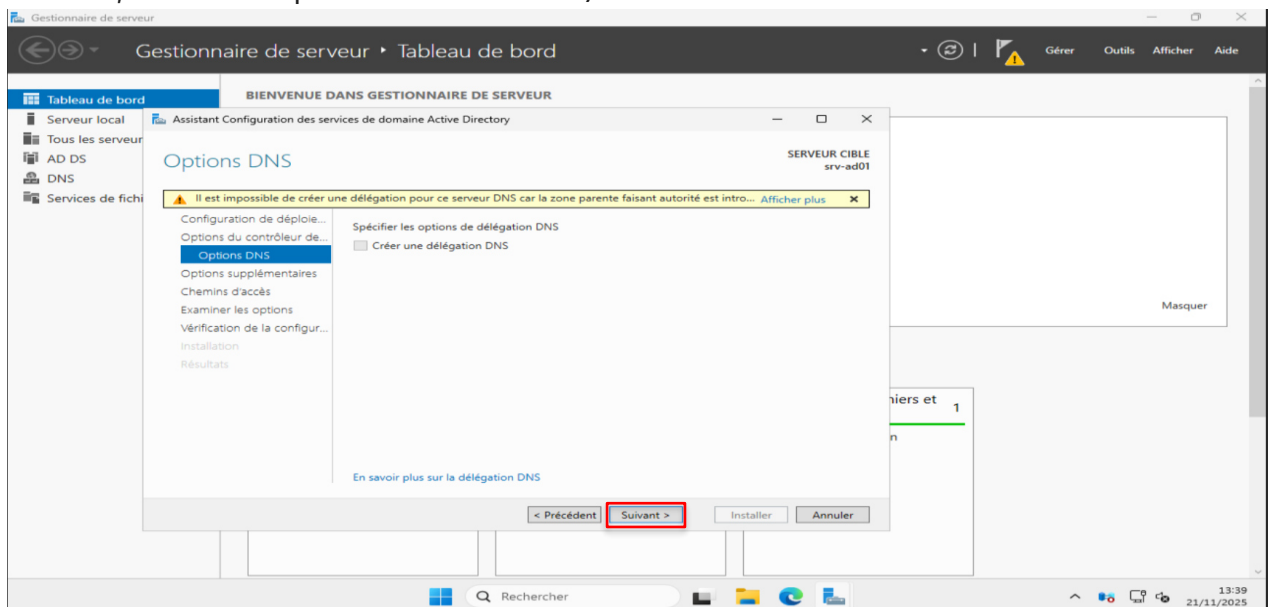 Gestionnaire de serveur
Gestionnaire de serveur • Tableau de bord
Gérer Outils Afficher Aide
Tableau de bord
Serveur local
Tous les serveur
AD DS
DNS
Services de fichi
BIENVENUE DANS GESTIONNAIRE DE SERVEUR
Assistant Configuration des services de domaine Active Directory
Options DNS
SERVEUR CIBLE
srv-ad01
Il est impossible de créer une délégation pour ce serveur DNS car la zone parente faisant autorité est intro... Afficher plus
Configuration de déploie...
Options du contrôleur de...
Options DNS
Options supplémentaires
Chemins d'accès
Examiner les options
Vérification de la configur...
Installation
Résultats
Spécifier les options de délégation DNS
Créer une délégation DNS
En savoir plus sur la délégation DNS
< Précédent Suivant > Installer Annuler
Masquer
hiers et 1
n
Rechercher
13:39
21/11/2025